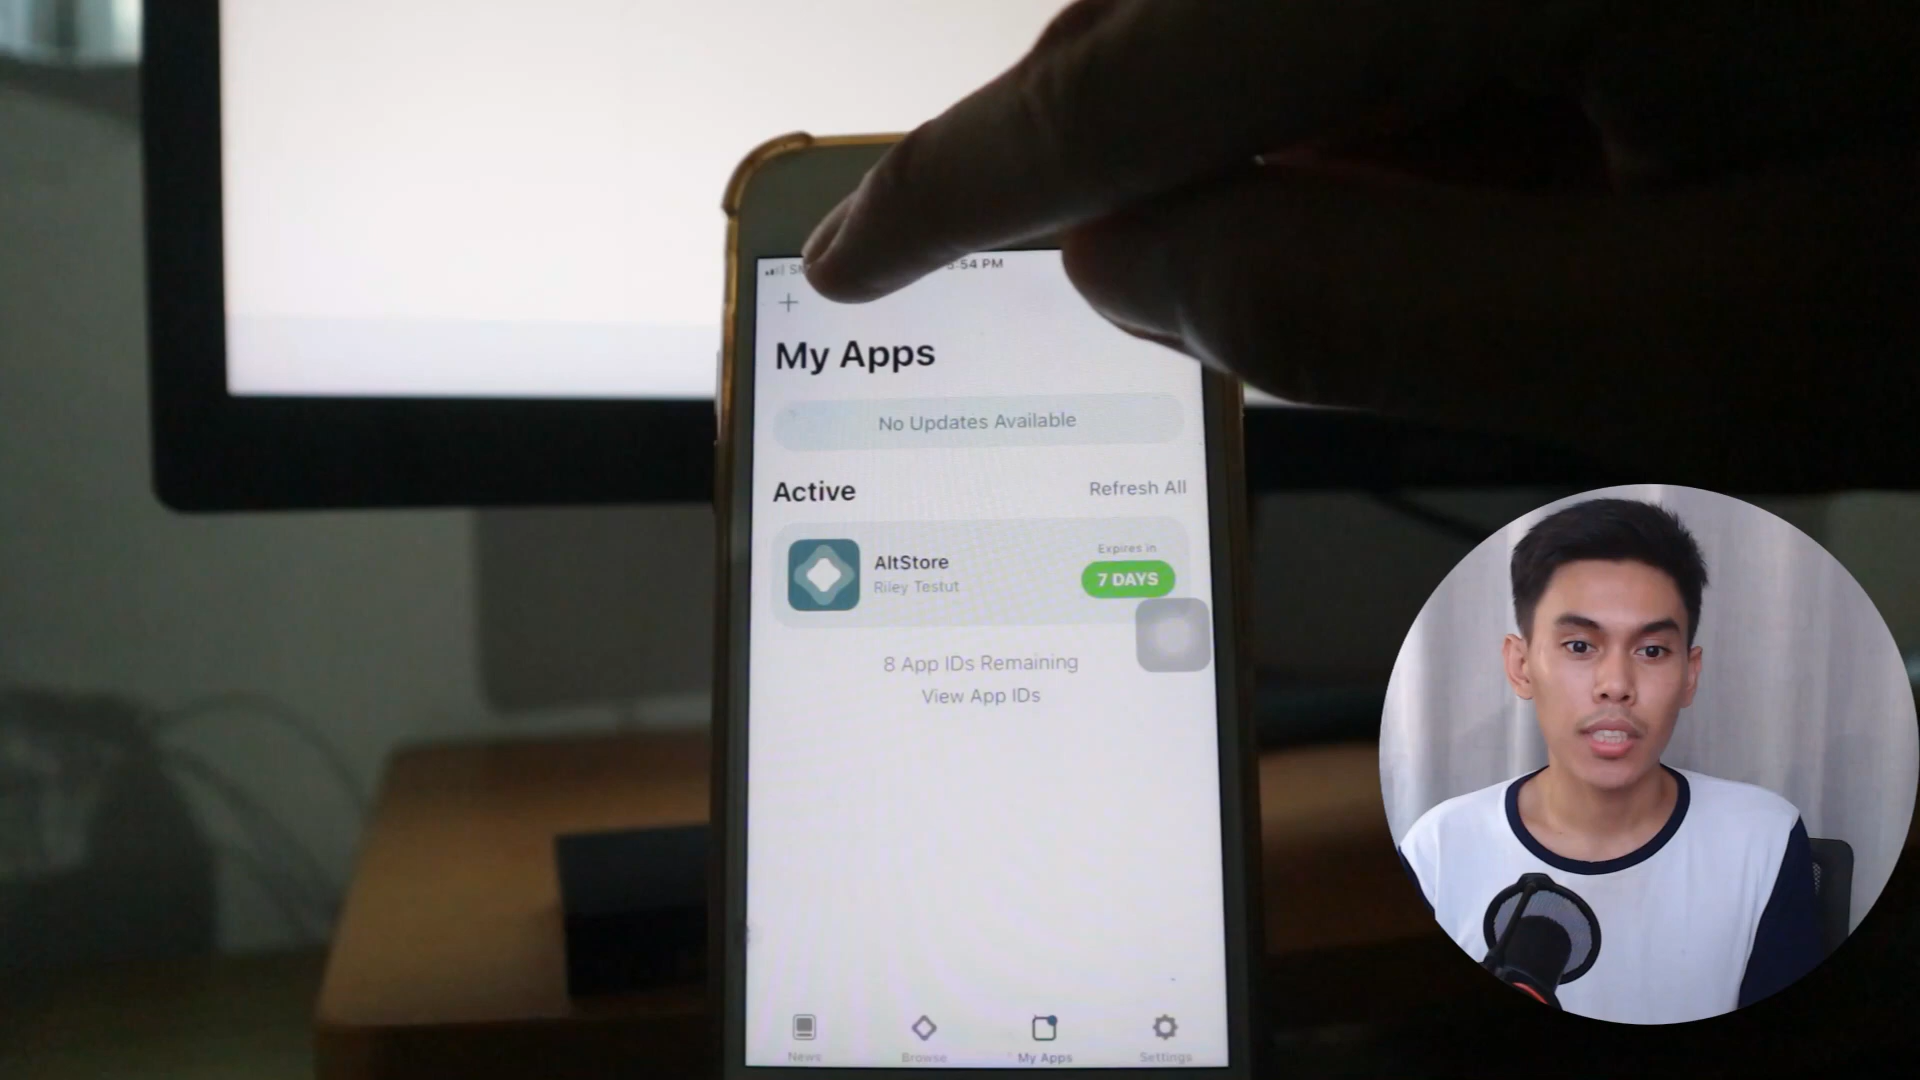 54 PM
+
My Apps
No Updates Available
Active
Refresh All
AltStore
Riley Testut
Expires in
7 DAYS
8 App IDs Remaining
View App IDs
News
Browse
My Apps
Settings